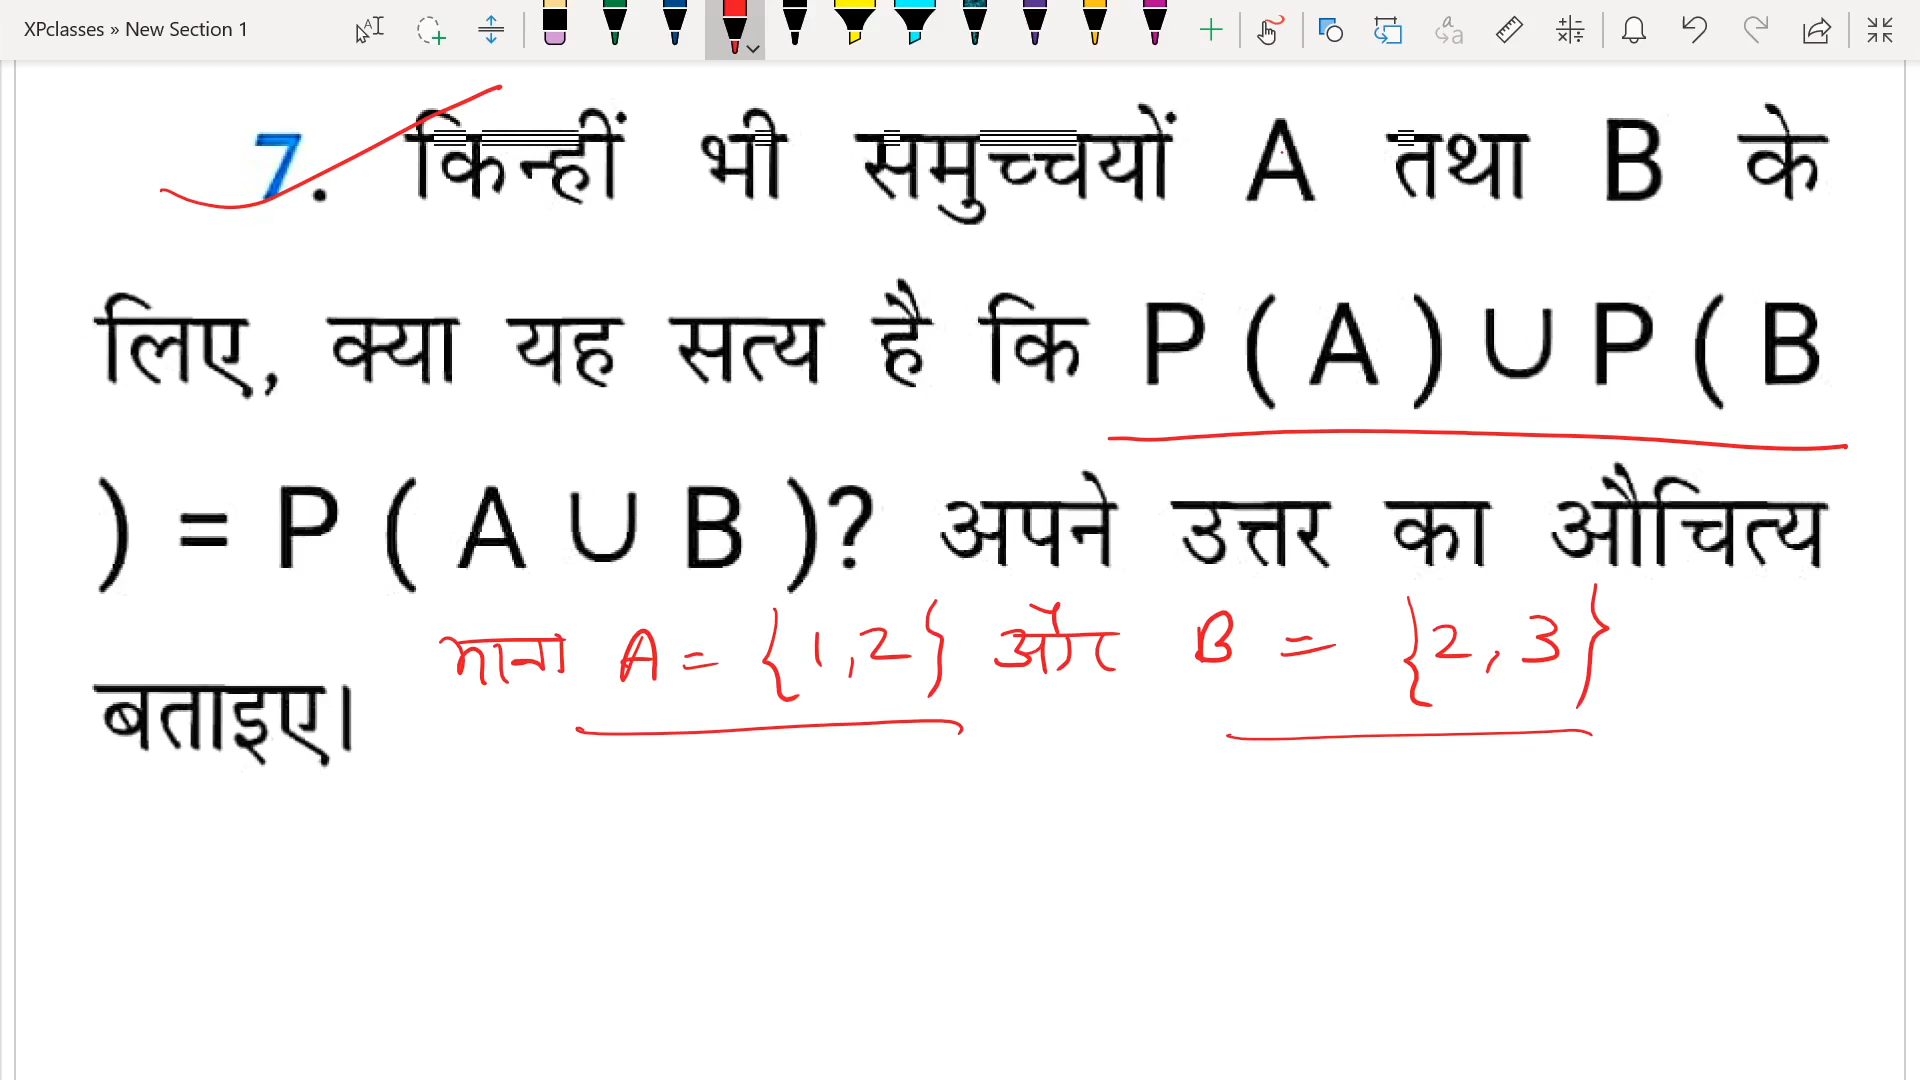 XPclasses » New Section 1
7. किन्हीं भी समुच्चयों A तथा B के
लिए, क्या यह सत्य है कि P ( A ) ∪ P ( B
) = P ( A ∪ B )? अपने उत्तर का औचित्य
माना A = {1,2} और B = {2,3}
बताइए।